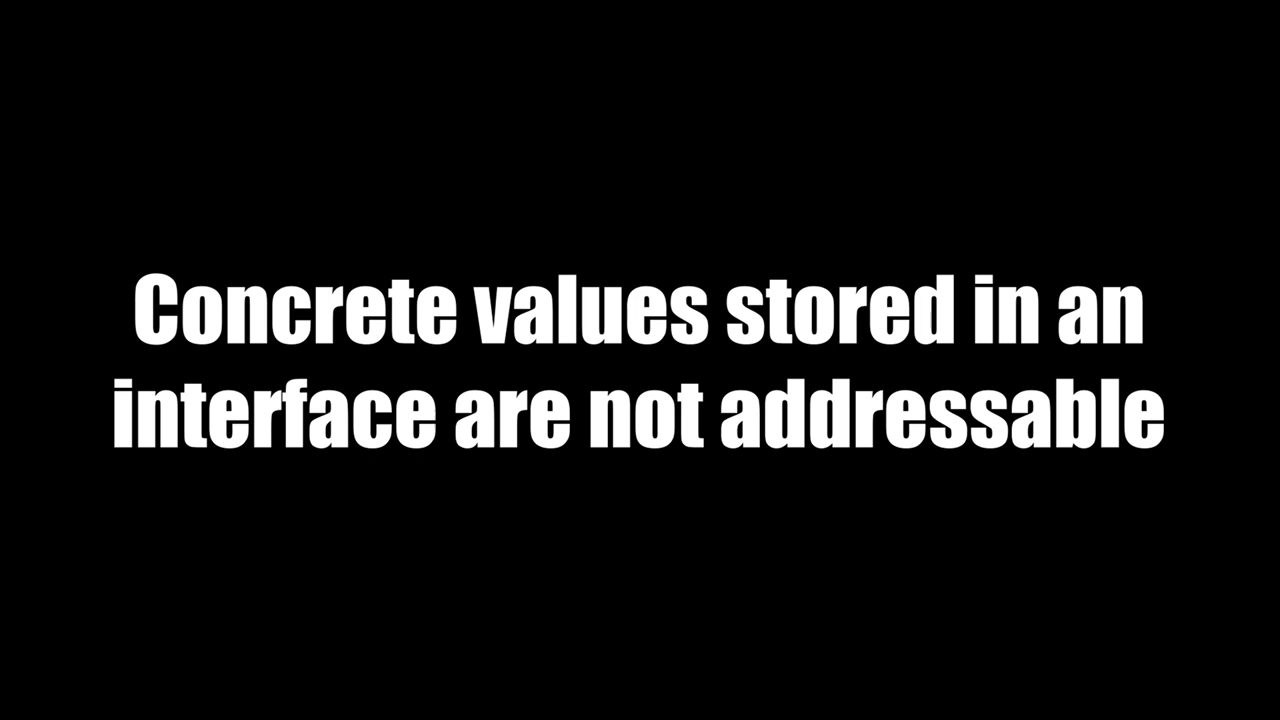 Concrete values stored in an
interface are not addressable